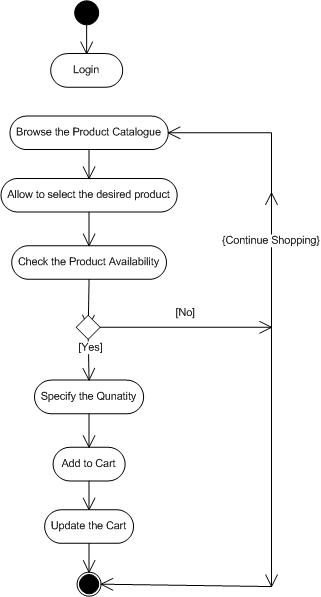 Login
Browse the Product Catalogue
Allow to select the desired product
Check the Product Availability
{Continue Shopping}
[No]
[Yes]
Specify the Qunatity
Add to Cart
Update the Cart